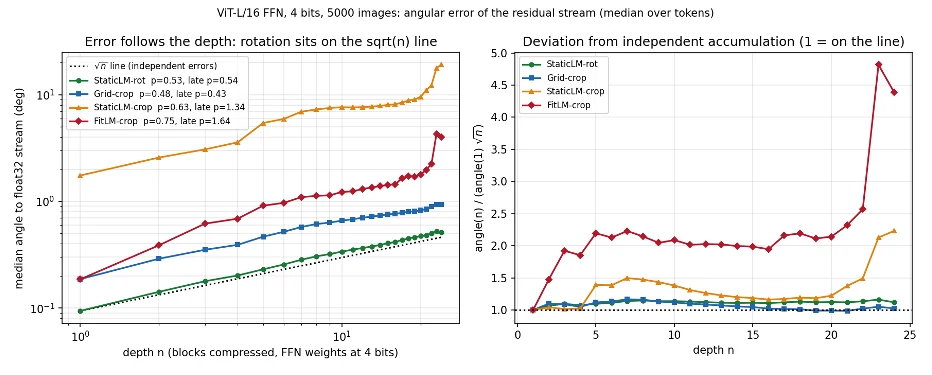 ViT-L/16 FFN, 4 bits, 5000 images: angular error of the residual stream (median over tokens)
Error follows the depth: rotation sits on the sqrt(n) line
√n line (independent errors)
StaticLM-rot p=0.53, late p=0.54
Grid-crop p=0.48, late p=0.43
StaticLM-crop p=0.63, late p=1.34
FitLM-crop p=0.75, late p=1.64
median angle to float32 stream (deg)
10¹
10⁰
10⁻¹
10⁰
10¹
depth n (blocks compressed, FFN weights at 4 bits)
Deviation from independent accumulation (1 = on the line)
StaticLM-rot
Grid-crop
StaticLM-crop
FitLM-crop
angle(n) / (angle(1) √n)
5.0
4.5
4.0
3.5
3.0
2.5
2.0
1.5
1.0
0
5
10
15
20
25
depth n